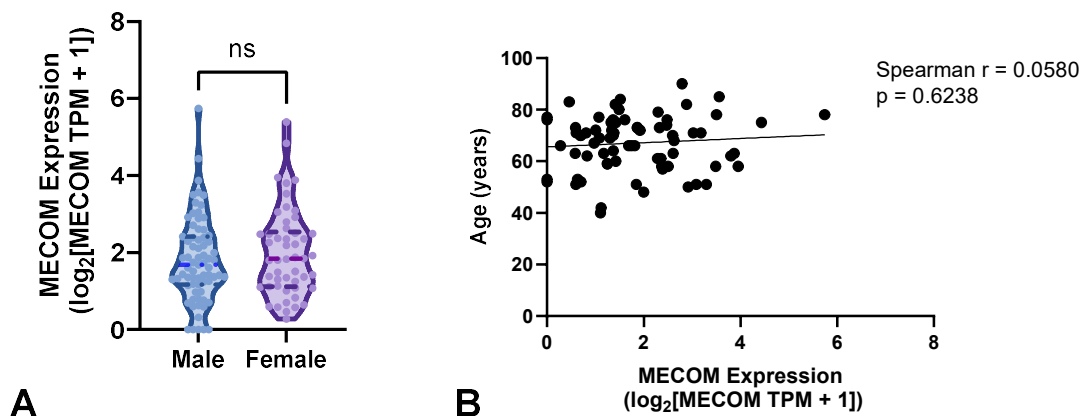 MECOM Expression
(log₂[MECOM TPM + 1])
8
6
4
2
0
ns
Male
Female
A
Age (years)
100
80
60
40
20
0
0
2
4
6
8
Spearman r = 0.0580
p = 0.6238
MECOM Expression
(log₂[MECOM TPM + 1])
B